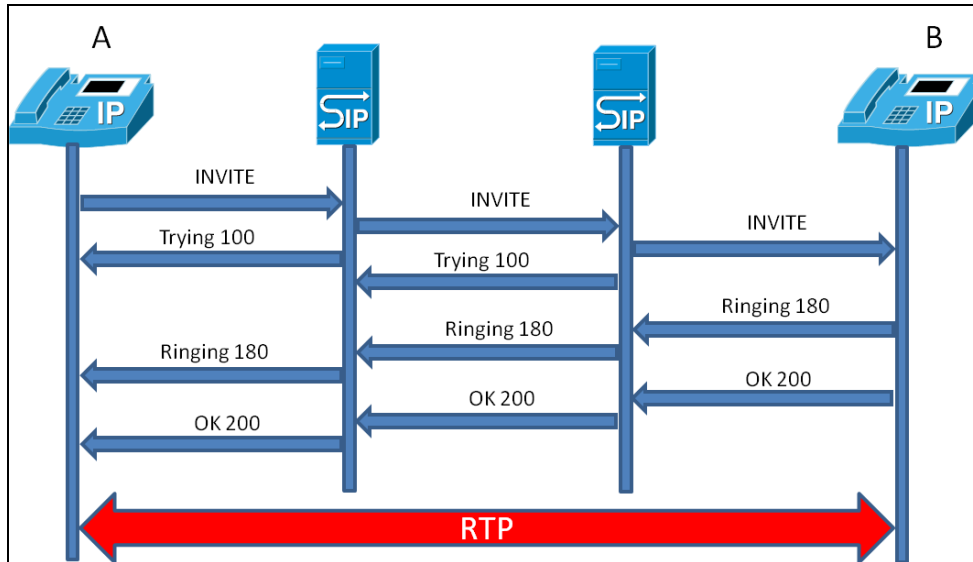 A
B
IP
SIP
SIP
IP
INVITE
INVITE
INVITE
Trying 100
Trying 100
Ringing 180
Ringing 180
Ringing 180
OK 200
OK 200
OK 200
RTP